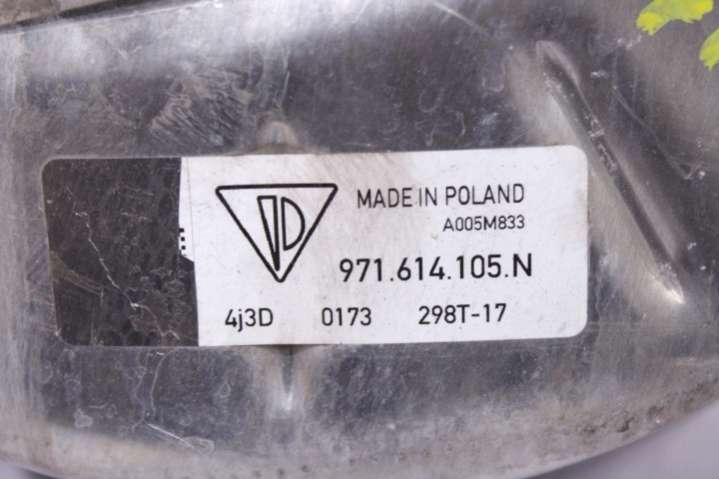 MADE IN POLAND
A005M833
971.614.105.N
4j3D 0173 298T-17